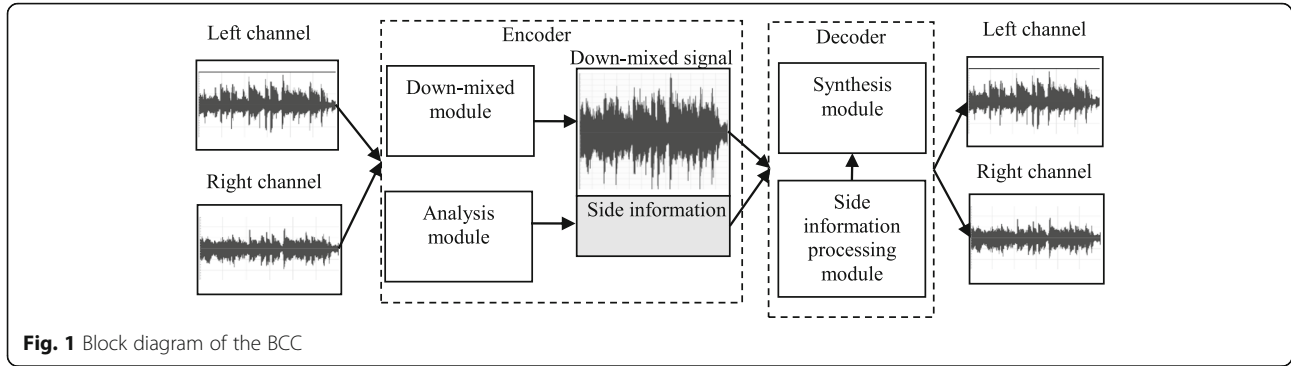 Left channel
Right channel
Encoder
Down-mixed
module
Analysis
module
Down-mixed signal
Side information
Decoder
Synthesis
module
Side
information
processing
module
Left channel
Right channel
Fig. 1 Block diagram of the BCC